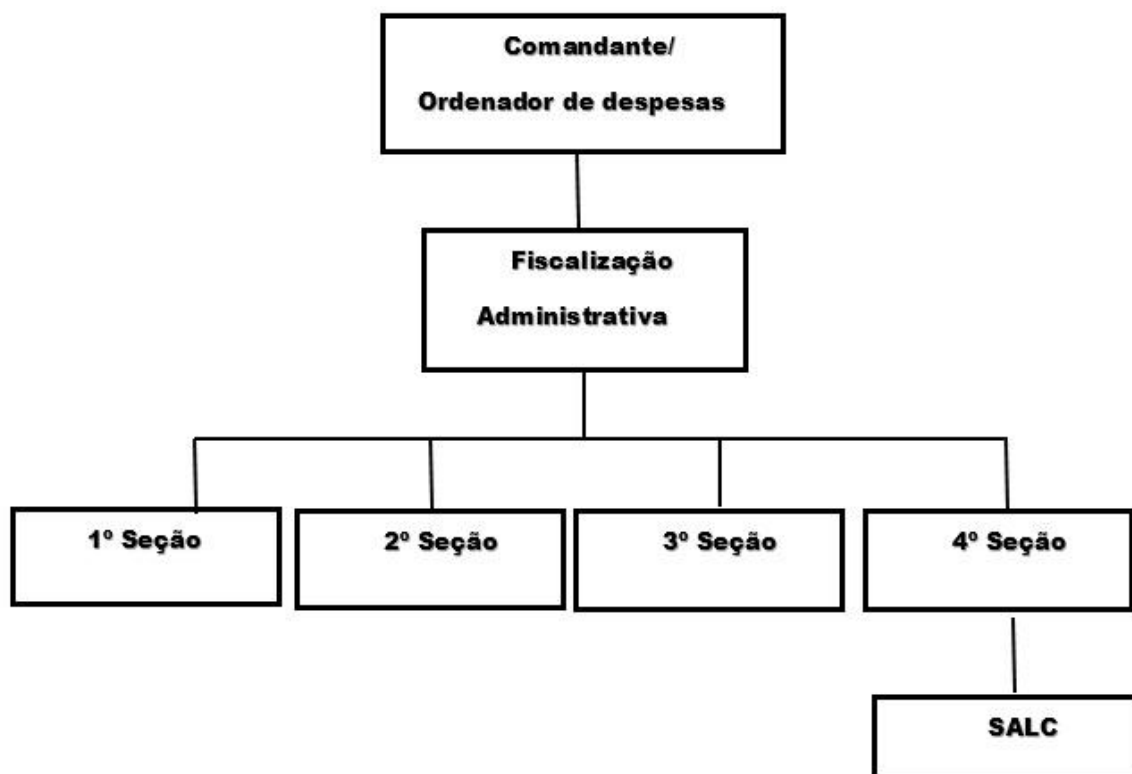 Comandante/
Ordenador de despesas
Fiscalização
Administrativa
1º Seção
2º Seção
3º Seção
4º Seção
SALC